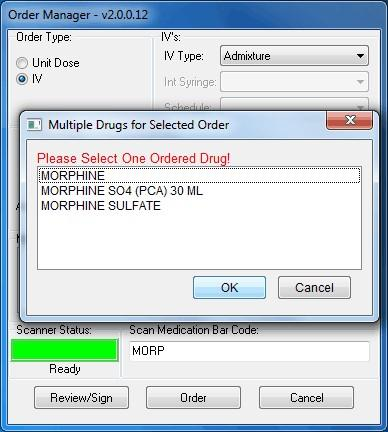 Order Manager - v2.0.0.12
Order Type:
Unit Dose
IV
IV's:
IV Type:
Admixture
Int Syringe:
Schedule:
Multiple Drugs for Selected Order
Please Select One Ordered Drug!
MORPHINE
MORPHINE SO4 (PCA) 30 ML
MORPHINE SULFATE
OK
Cancel
Scanner Status:
Ready
Scan Medication Bar Code:
MORP
Review/Sign
Order
Cancel